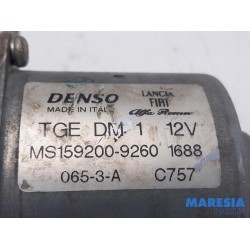 DENSO
MADE IN ITALY
LANCIA
FIAT
Alfa Romeo
TGE DM 1 12V
MS159200-9260 1688
065-3-A C757
MARESIA